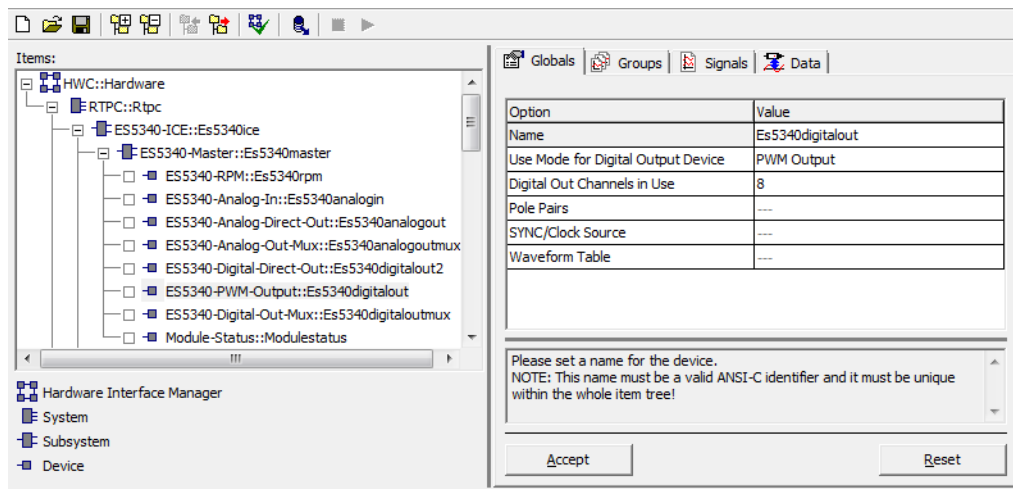 Items:
HWC::Hardware
RTPC::Rtpc
ES5340-ICE::Es5340ice
ES5340-Master::Es5340master
ES5340-RPM::Es5340rpm
ES5340-Analog-In::Es5340analogin
ES5340-Analog-Direct-Out::Es5340analogout
ES5340-Analog-Out-Mux::Es5340analogoutmux
ES5340-Digital-Direct-Out::Es5340digitalout2
ES5340-PWM-Output::Es5340digitalout
ES5340-Digital-Out-Mux::Es5340digitaloutmux
Module-Status::Modulestatus
Hardware Interface Manager
System
Subsystem
Device
Globals Groups Signals Data
Option Value
Name Es5340digitalout
Use Mode for Digital Output Device PWM Output
Digital Out Channels in Use 8
Pole Pairs ---
SYNC/Clock Source ---
Waveform Table ---
Please set a name for the device.
NOTE: This name must be a valid ANSI-C identifier and it must be unique
within the whole item tree!
Accept Reset